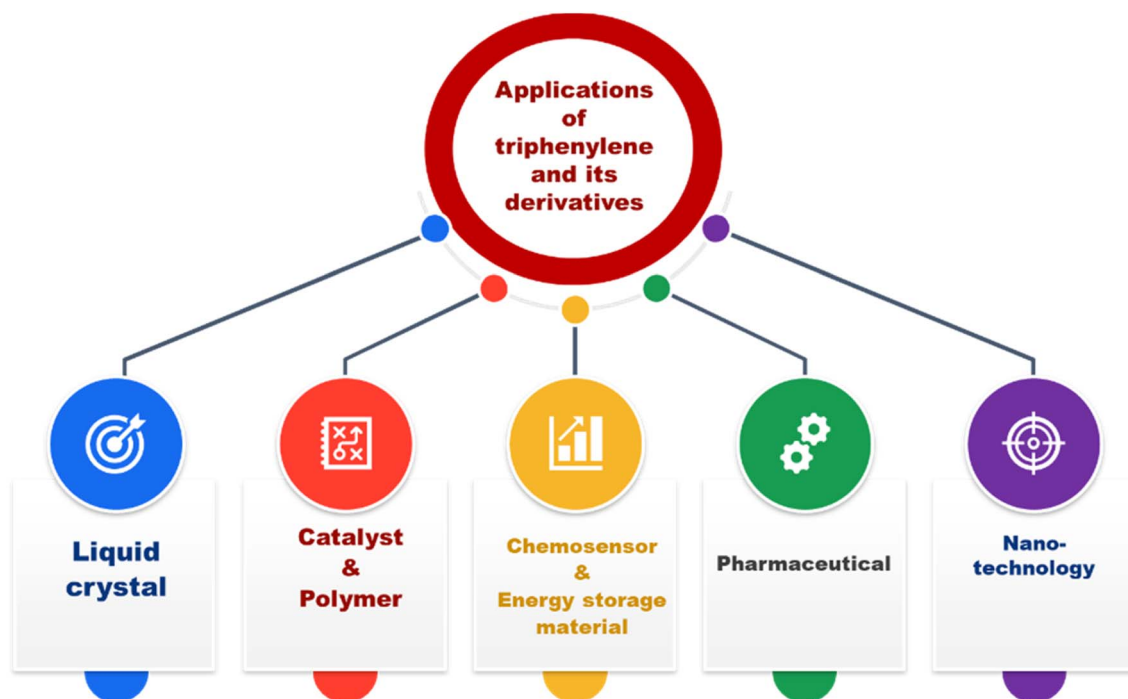 Applications
of
triphenylene
and its
derivatives
Liquid
crystal
Catalyst
&
Polymer
Chemosensor
&
Energy storage
material
Pharmaceutical
Nano-
technology